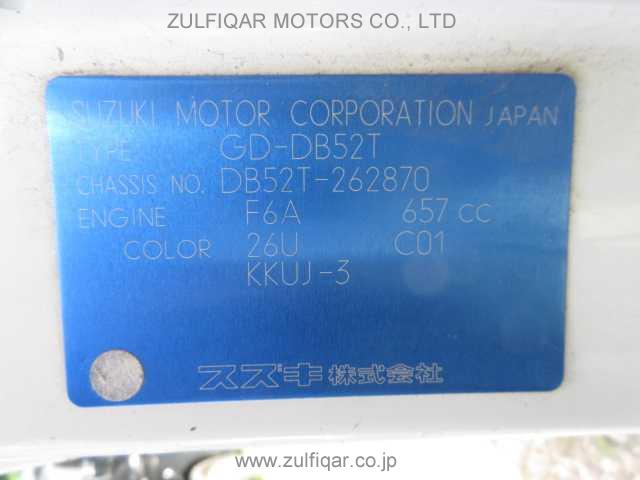 ZULFIQAR MOTORS CO., LTD
SUZUKI MOTOR CORPORATION JAPAN
TYPE GD-DB52T
CHASSIS NO. DB52T-262870
ENGINE F6A 657 CC
COLOR 26U C01
KKUJ-3
スズキ株式会社
www.zulfiqar.co.jp